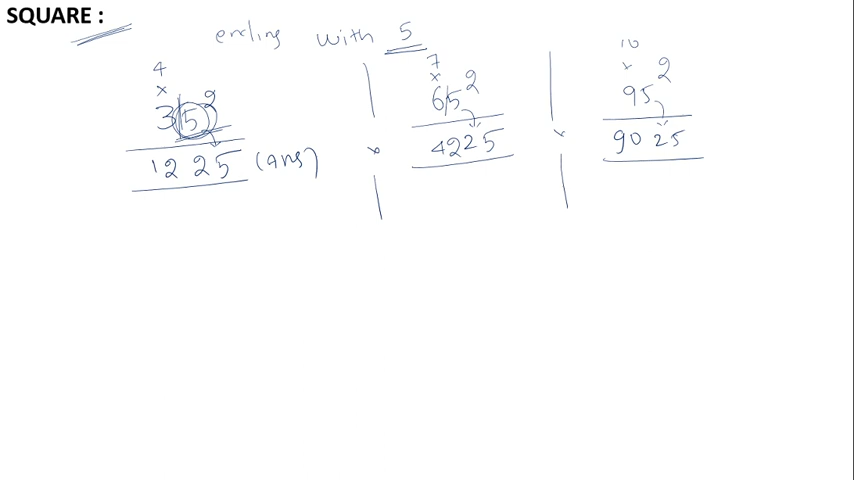 SQUARE :
ending with 5
4 7 10
× × ×
35² 65² 95²
1225 (ans) × 4225 × 9025